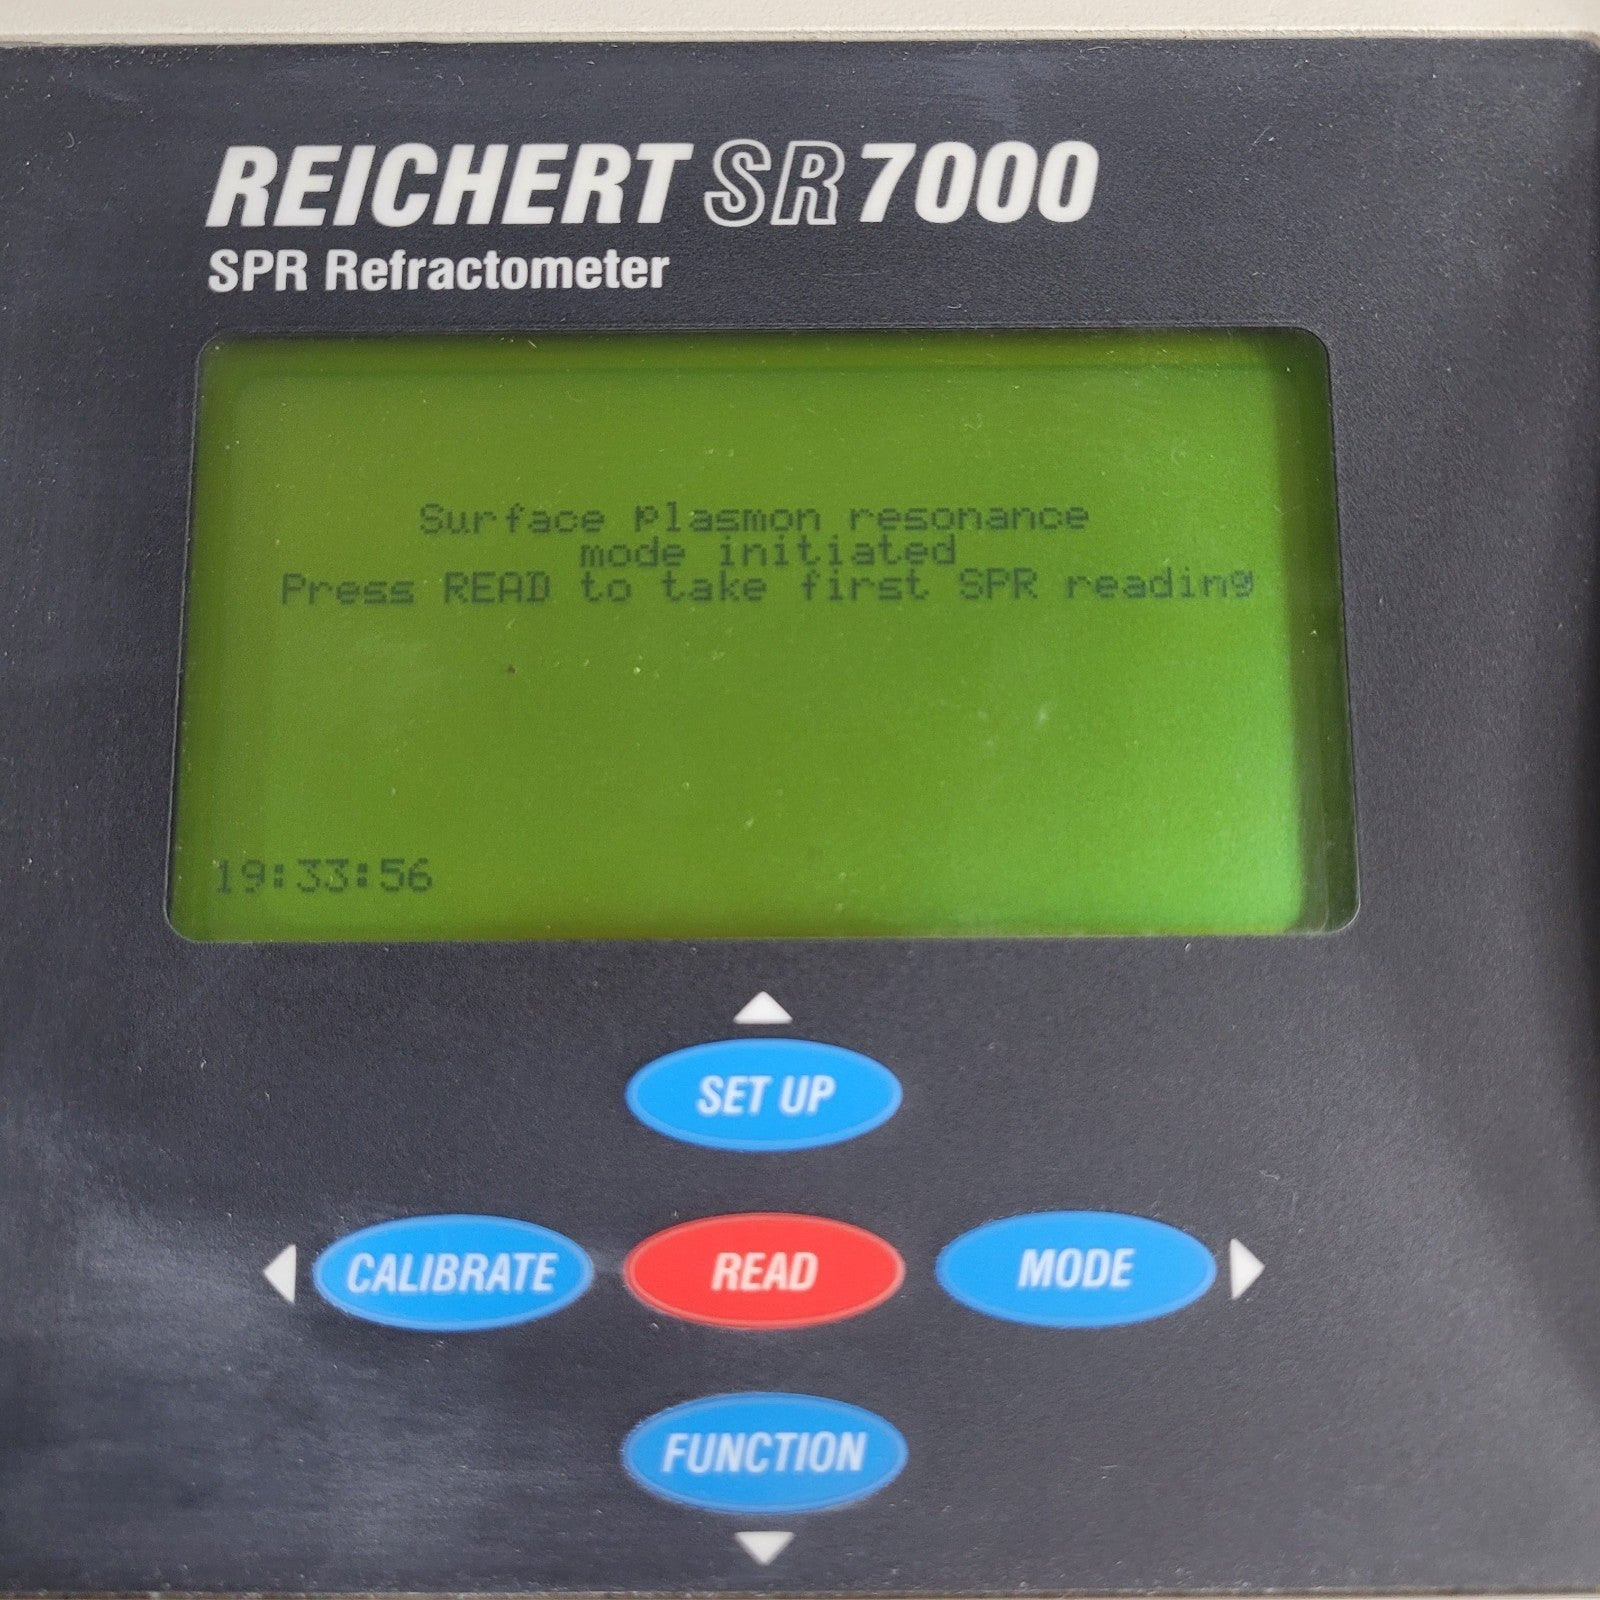 REICHERT SR 7000
SPR Refractometer
Surface plasmon resonance
mode initiated
Press READ to take first SPR reading
19:33:56
SET UP
CALIBRATE READ MODE
FUNCTION